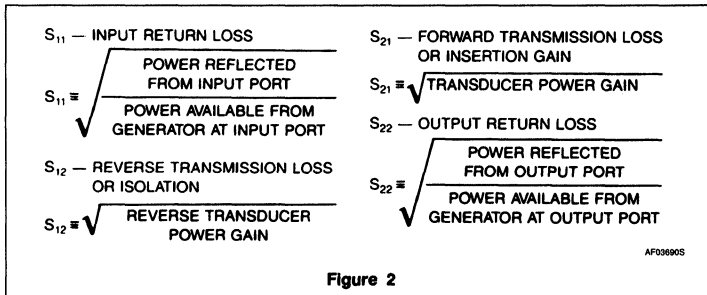 S₁₁ — INPUT RETURN LOSS
S₁₁ ≡ √
POWER REFLECTED
FROM INPUT PORT
POWER AVAILABLE FROM
GENERATOR AT INPUT PORT
S₁₂ — REVERSE TRANSMISSION LOSS
OR ISOLATION
S₁₂ ≡ √
REVERSE TRANSDUCER
POWER GAIN
S₂₁ — FORWARD TRANSMISSION LOSS
OR INSERTION GAIN
S₂₁ ≡ √ TRANSDUCER POWER GAIN
S₂₂ — OUTPUT RETURN LOSS
S₂₂ ≡ √
POWER REFLECTED
FROM OUTPUT PORT
POWER AVAILABLE FROM
GENERATOR AT OUTPUT PORT
AF03690S
Figure 2